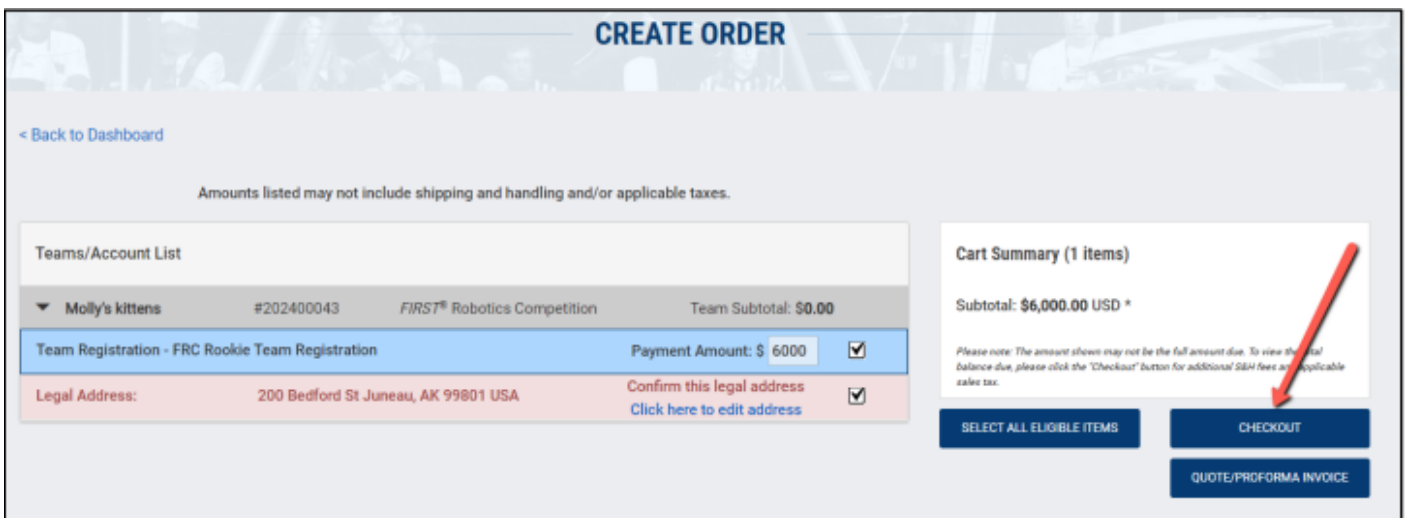 CREATE ORDER
< Back to Dashboard
Amounts listed may not include shipping and handling and/or applicable taxes.
Teams/Account List
Molly's kittens #202400043 FIRST® Robotics Competition Team Subtotal: $0.00
Team Registration - FRC Rookie Team Registration Payment Amount: $ 6000
Legal Address: 200 Bedford St Juneau, AK 99801 USA Confirm this legal address
Click here to edit address
Cart Summary (1 items)
Subtotal: $6,000.00 USD *
Please note: The amount shown may not be the full amount due. To view the total
balance due, please click the "Checkout" button for additional S&H fees and applicable
sales tax.
SELECT ALL ELIGIBLE ITEMS CHECKOUT
QUOTE/PROFORMA INVOICE